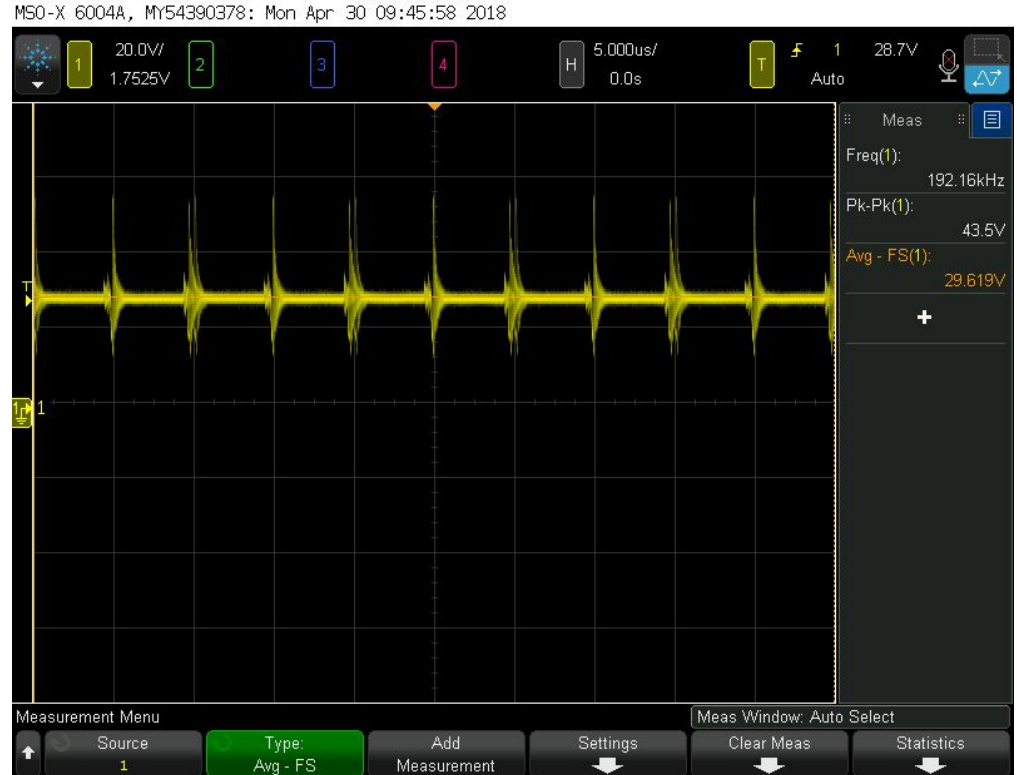 MSO-X 6004A, MY54390378: Mon Apr 30 09:45:58 2018
1 20.0V/ 1.7525V 2 3 4 H 5.000us/ 0.0s T 1 28.7V Auto
Meas
Freq(1):
192.16kHz
Pk-Pk(1):
43.5V
Avg - FS(1):
29.619V
+
T
1 1
Measurement Menu
Meas Window: Auto Select
Source
1
Type:
Avg - FS
Add
Measurement
Settings
Clear Meas
Statistics